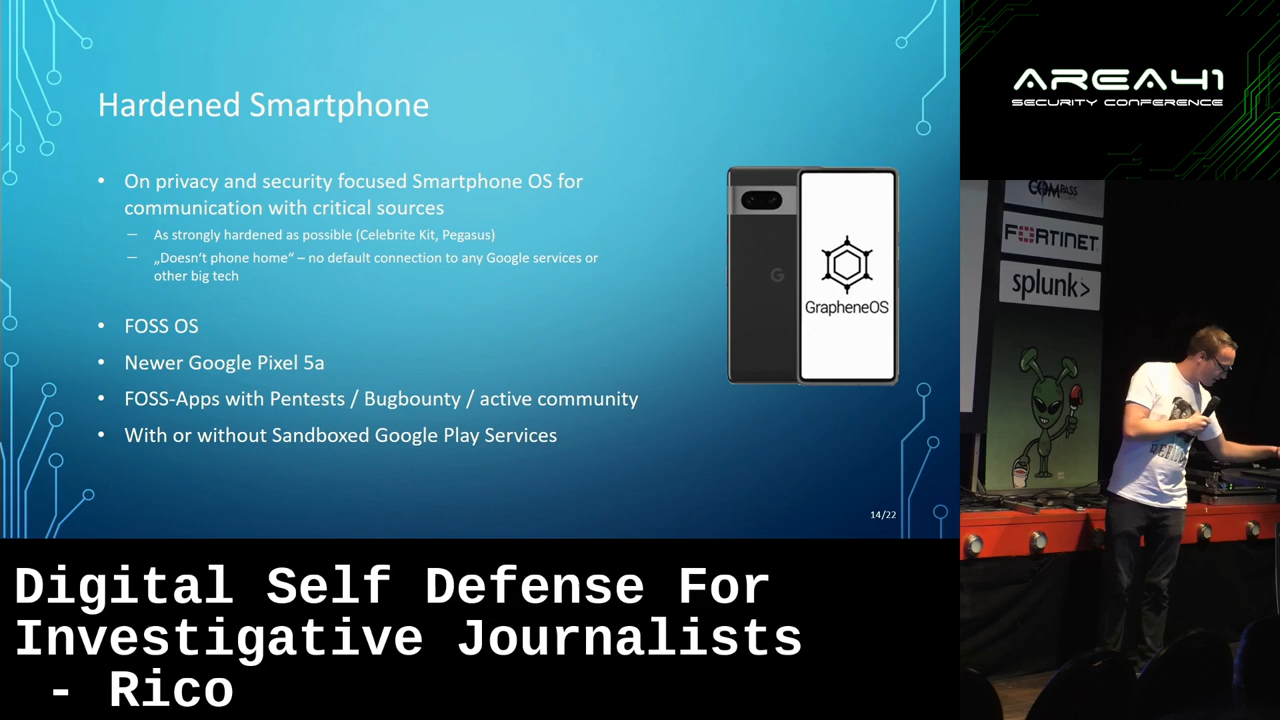 Hardened Smartphone
• On privacy and security focused Smartphone OS for
communication with critical sources
– As strongly hardened as possible (Celebrite Kit, Pegasus)
– „Doesn't phone home“ – no default connection to any Google services or
other big tech
• FOSS OS
• Newer Google Pixel 5a
• FOSS-Apps with Pentests / Bugbounty / active community
• With or without Sandboxed Google Play Services
G
GrapheneOS
14/22
AREA41
SECURITY CONFERENCE
COMPASS
FORTINET
splunk>
Digital Self Defense For
Investigative Journalists
- Rico